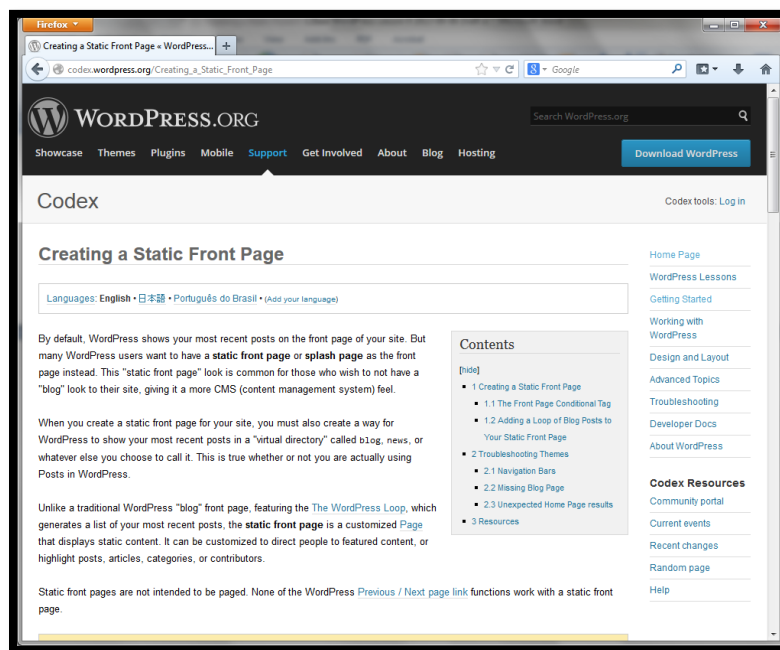 Firefox
Creating a Static Front Page « WordPress...
codex.wordpress.org/Creating_a_Static_Front_Page
Google
WORDPRESS.ORG
Search WordPress.org
Showcase Themes Plugins Mobile Support Get Involved About Blog Hosting
Download WordPress
Codex
Codex tools: Log in
Creating a Static Front Page
Languages: English • 日本語 • Português do Brasil • (Add your language)
By default, WordPress shows your most recent posts on the front page of your site. But
many WordPress users want to have a static front page or splash page as the front
page instead. This "static front page" look is common for those who wish to not have a
"blog" look to their site, giving it a more CMS (content management system) feel.
When you create a static front page for your site, you must also create a way for
WordPress to show your most recent posts in a "virtual directory" called blog, news, or
whatever else you choose to call it. This is true whether or not you are actually using
Posts in WordPress.
Unlike a traditional WordPress "blog" front page, featuring the The WordPress Loop, which
generates a list of your most recent posts, the static front page is a customized Page
that displays static content. It can be customized to direct people to featured content, or
highlight posts, articles, categories, or contributors.
Static front pages are not intended to be paged. None of the WordPress Previous / Next page link functions work with a static front
page.
Contents
[hide]
1 Creating a Static Front Page
1.1 The Front Page Conditional Tag
1.2 Adding a Loop of Blog Posts to
Your Static Front Page
2 Troubleshooting Themes
2.1 Navigation Bars
2.2 Missing Blog Page
2.3 Unexpected Home Page results
3 Resources
Home Page
WordPress Lessons
Getting Started
Working with
WordPress
Design and Layout
Advanced Topics
Troubleshooting
Developer Docs
About WordPress
Codex Resources
Community portal
Current events
Recent changes
Random page
Help